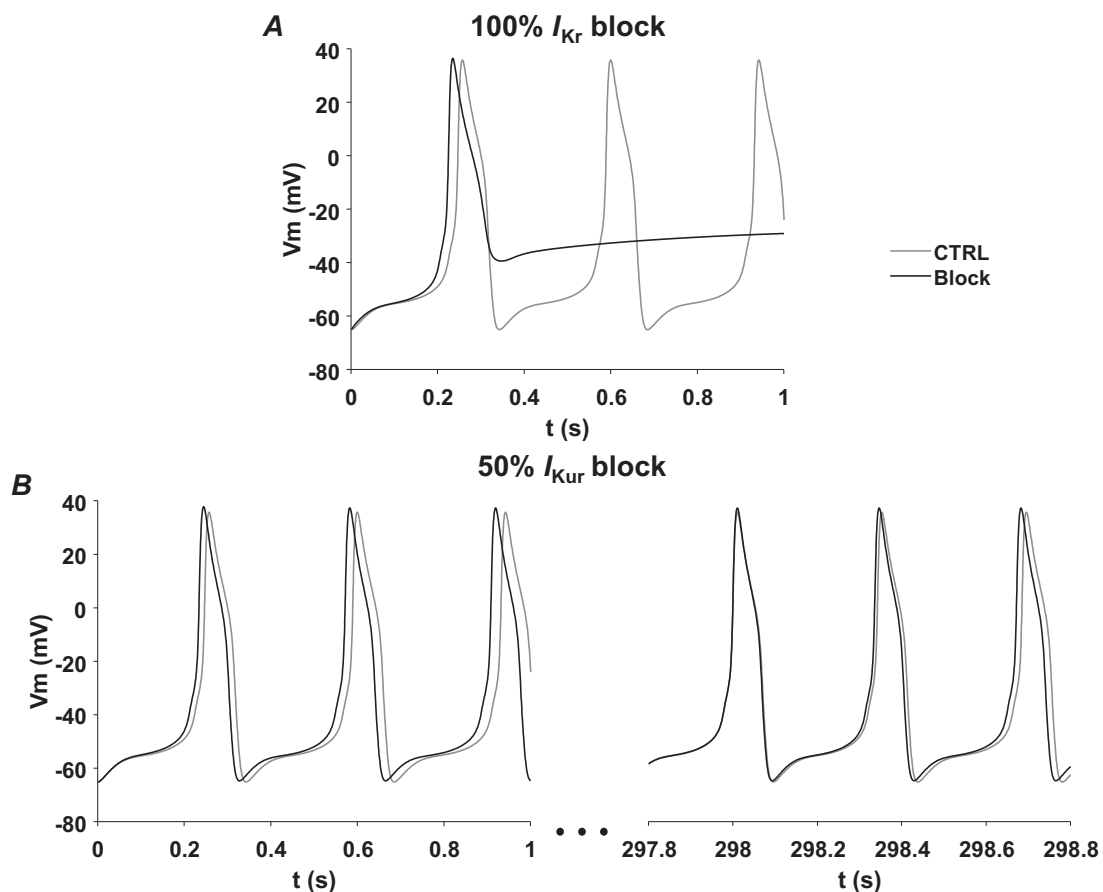 A
100% IKr block
40
20
0
-20
-40
-60
-80
Vm (mV)
0 0.2 0.4 0.6 0.8 1
t (s)
CTRL
Block
B
50% IKur block
40
20
0
-20
-40
-60
-80
Vm (mV)
0 0.2 0.4 0.6 0.8 1
t (s)
297.8 298 298.2 298.4 298.6 298.8
t (s)